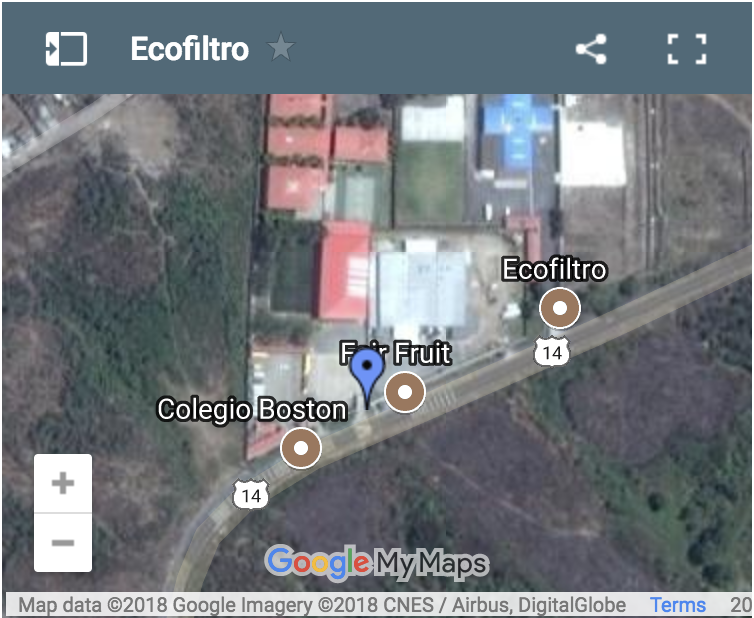 Ecofiltro
Ecofiltro
14
Fair Fruit
Colegio Boston
14
Google My Maps
Map data ©2018 Google Imagery ©2018 CNES / Airbus, DigitalGlobe Terms 20